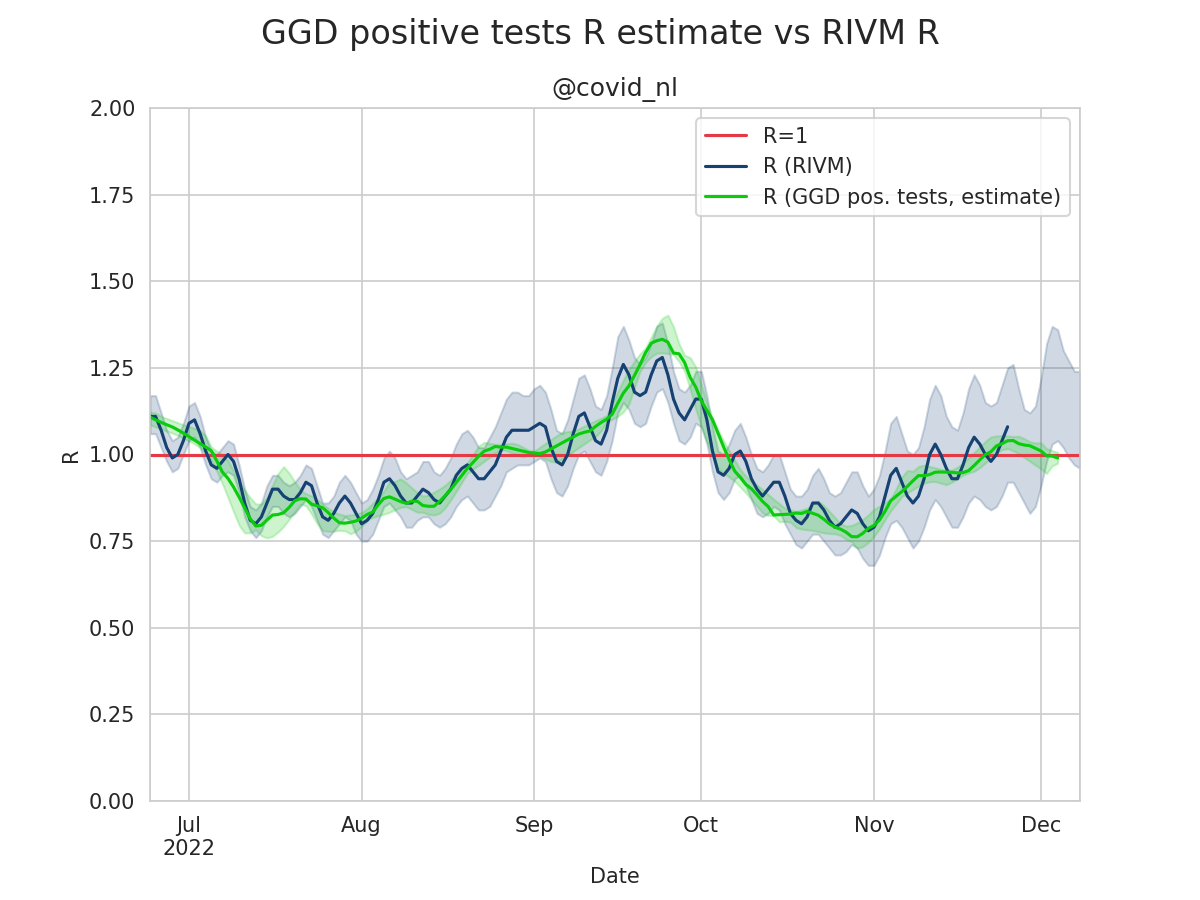 GGD positive tests R estimate vs RIVM R
@covid_nl
2.00
1.75
1.50
1.25
1.00
0.75
0.50
0.25
0.00
R
R=1
R (RIVM)
R (GGD pos. tests, estimate)
Jul Aug Sep Oct Nov Dec
2022
Date